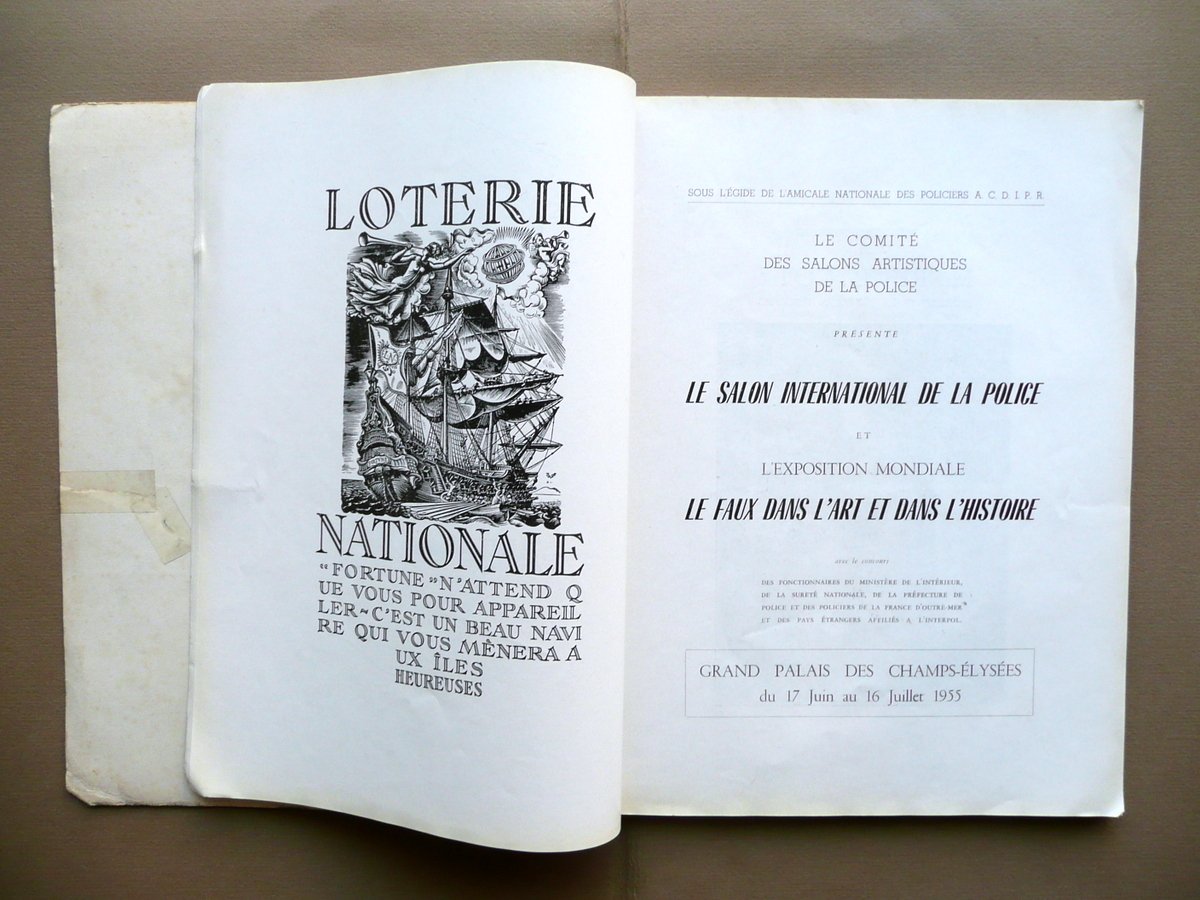 LOTERIE
NATIONALE
"FORTUNE" N'ATTEND Q
UE VOUS POUR APPAREIL
LER~C'EST UN BEAU NAVI
RE QUI VOUS MÈNERA A
UX ÎLES
HEUREUSES
SOUS L'ÉGIDE DE L'AMICALE NATIONALE DES POLICIERS A. C. D. I. P. R.
LE COMITÉ
DES SALONS ARTISTIQUES
DE LA POLICE
PRÉSENTE
LE SALON INTERNATIONAL DE LA POLICE
ET
L'EXPOSITION MONDIALE
LE FAUX DANS L'ART ET DANS L'HISTOIRE
avec le concours
DES FONCTIONNAIRES DU MINISTÈRE DE L'INTÉRIEUR,
DE LA SURETÉ NATIONALE, DE LA PRÉFECTURE DE
POLICE ET DES POLICIERS DE LA FRANCE D'OUTRE-MER
ET DES PAYS ÉTRANGERS AFFILIÉS A L'INTERPOL.
GRAND PALAIS DES CHAMPS-ÉLYSÉES
du 17 Juin au 16 Juillet 1955